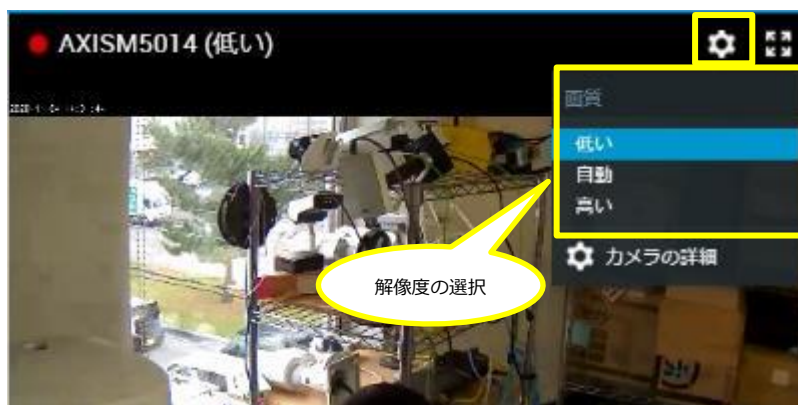 AXISM5014 (低い)
画質
低い
自動
高い
カメラの詳細
解像度の選択